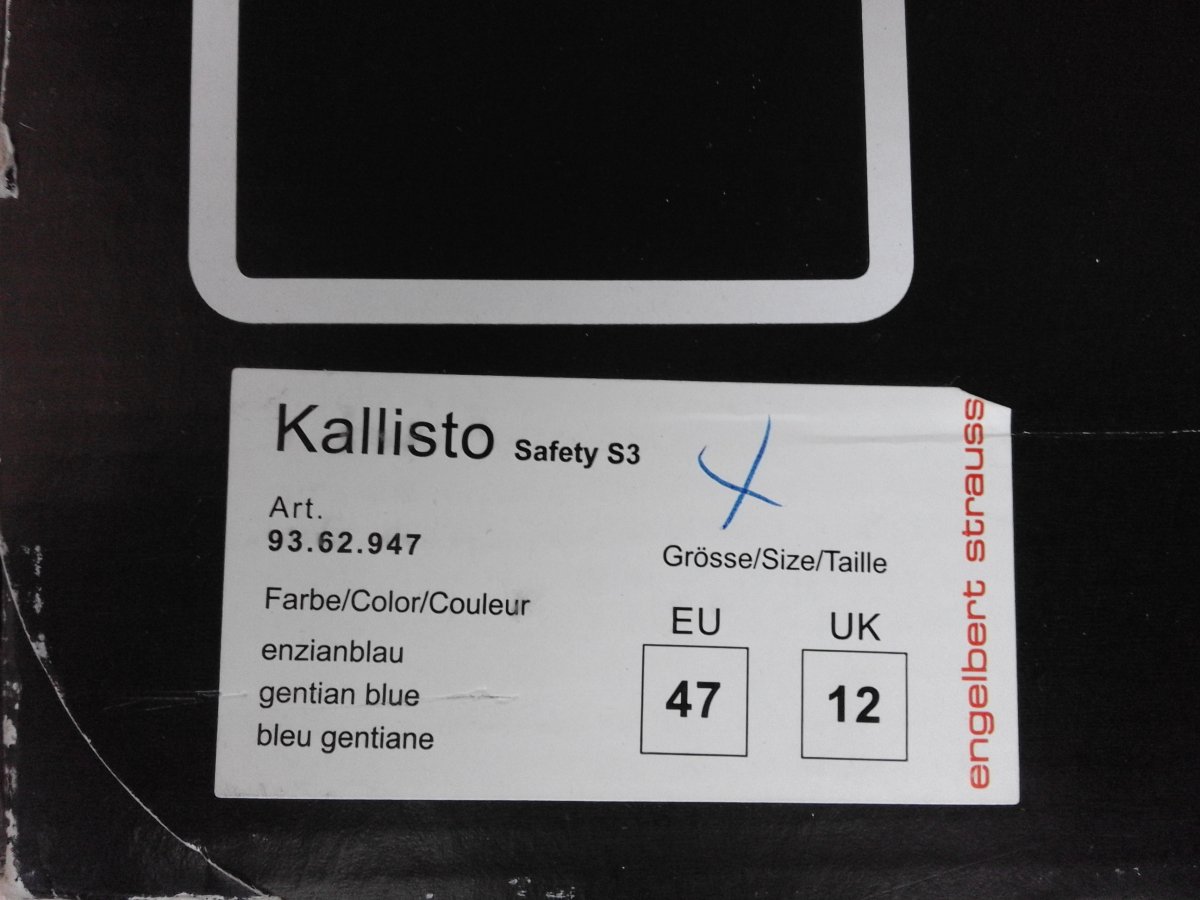 Kallisto Safety S3
Art.
93.62.947
Farbe/Color/Couleur
enzianblau
gentian blue
bleu gentiane
Grösse/Size/Taille
EU UK
47 12
engelbert strauss